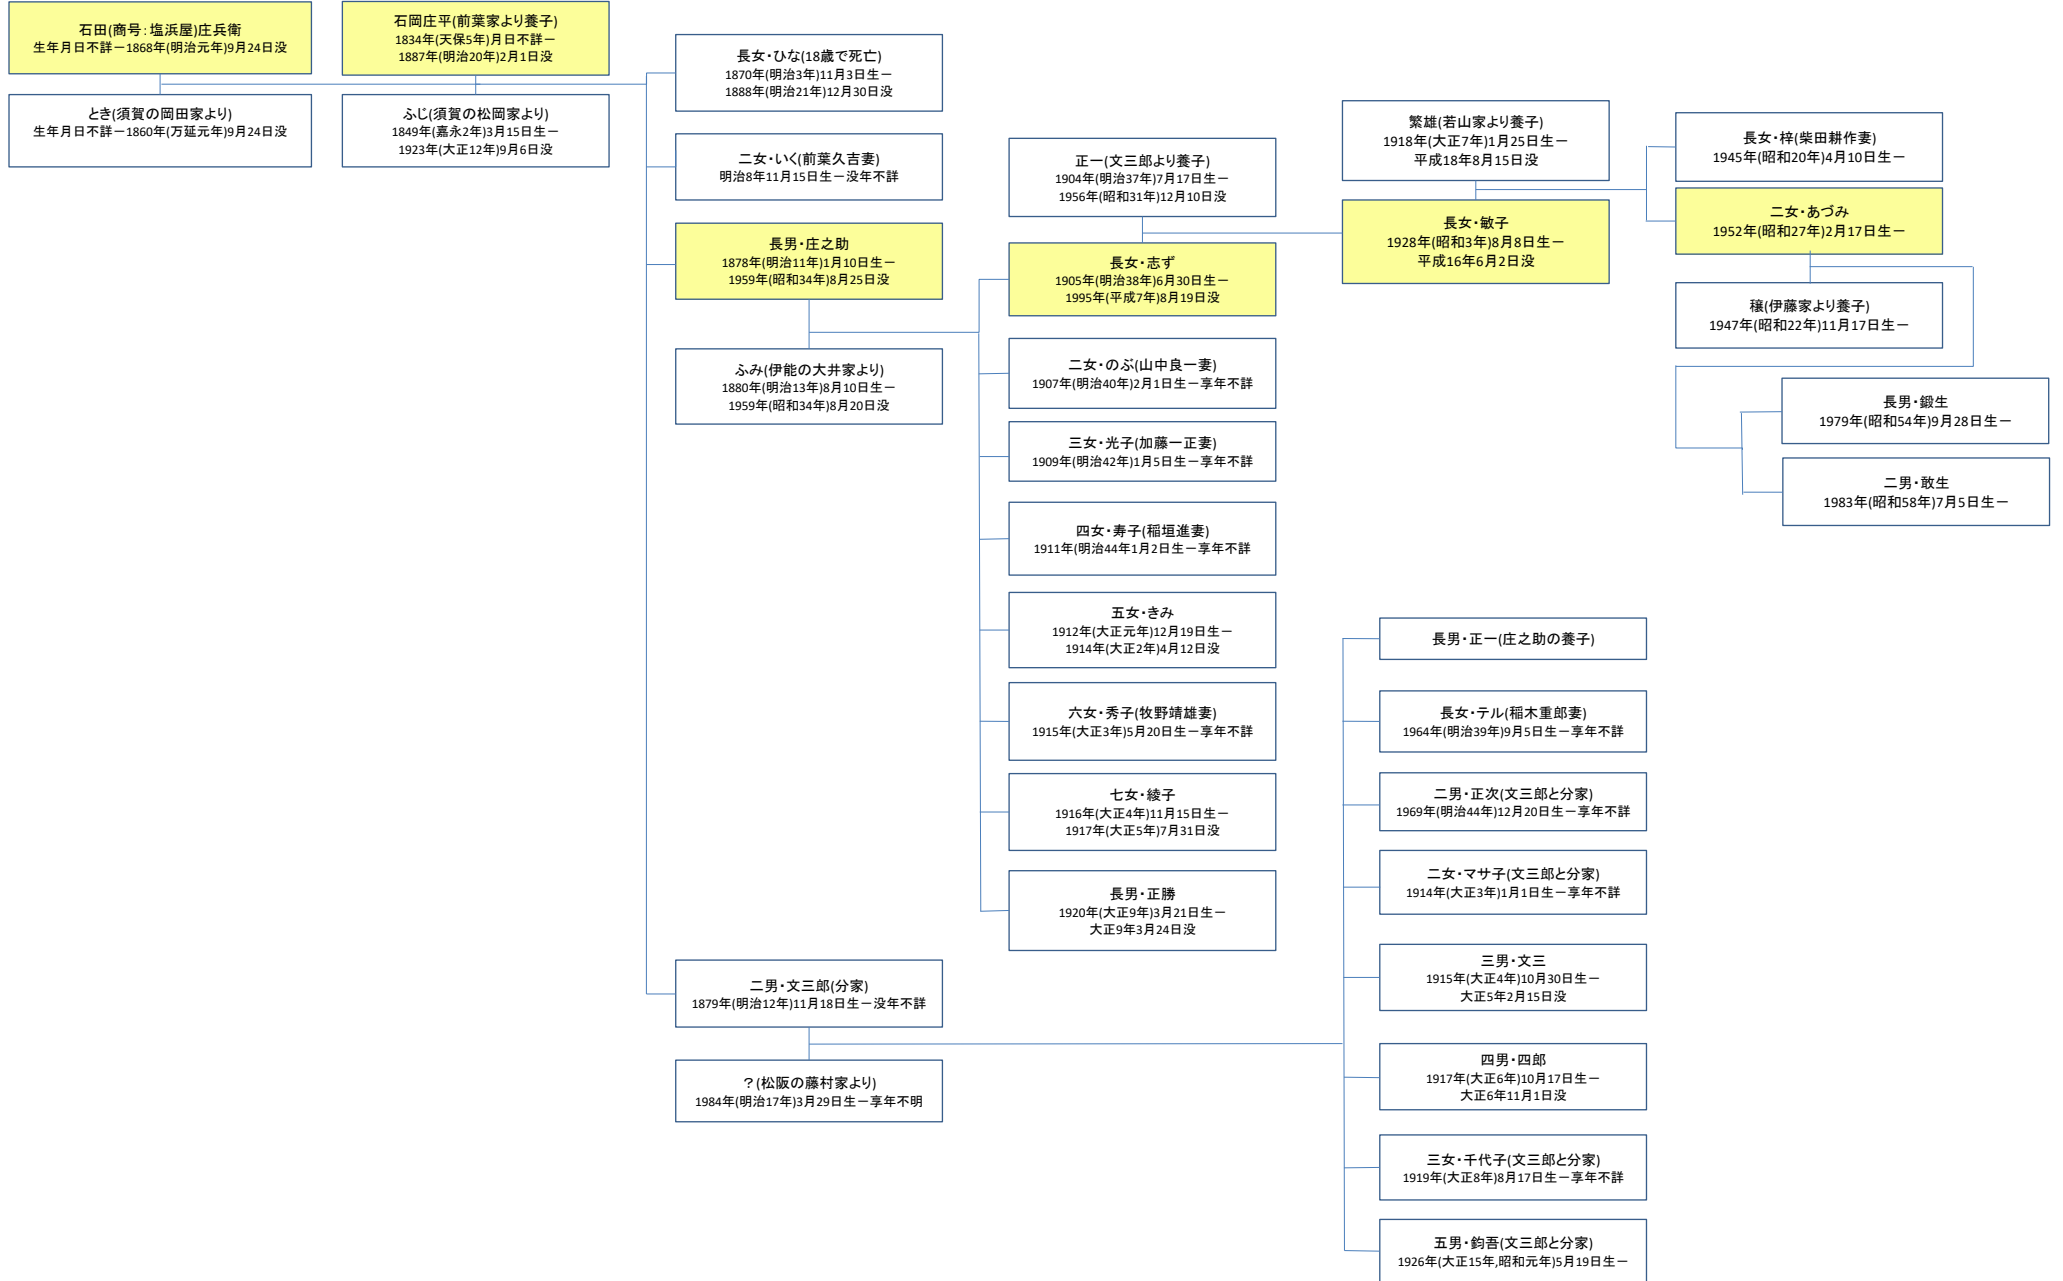 石田(商号:塩浜屋)庄兵衛
生年月日不詳ー1868年(明治元年)9月24日没
とき(須賀の岡田家より)
生年月日不詳ー1860年(万延元年)9月24日没
石岡庄平(前葉家より養子)
1834年(天保5年)月日不詳ー
1887年(明治20年)2月1日没
ふじ(須賀の松岡家より)
1849年(嘉永2年)3月15日生ー
1923年(大正12年)9月6日没
長女・ひな(18歳で死亡)
1870年(明治3年)11月3日生ー
1888年(明治21年)12月30日没
二女・いく(前葉久吉妻)
明治8年11月15日生ー没年不詳
長男・庄之助
1878年(明治11年)1月10日生ー
1959年(昭和34年)8月25日没
ふみ(伊能の大井家より)
1880年(明治13年)8月10日生ー
1959年(昭和34年)8月20日没
二男・文三郎(分家)
1879年(明治12年)11月18日生ー没年不詳
?(松阪の藤村家より)
1984年(明治17年)3月29日生ー享年不明
正一(文三郎より養子)
1904年(明治37年)7月17日生ー
1956年(昭和31年)12月10日没
長女・志ず
1905年(明治38年)6月30日生ー
1995年(平成7年)8月19日没
二女・のぶ(山中良一妻)
1907年(明治40年)2月1日生ー享年不詳
三女・光子(加藤一正妻)
1909年(明治42年)1月5日生ー享年不詳
四女・寿子(稲垣進妻)
1911年(明治44年1月2日生ー享年不詳
五女・きみ
1912年(大正元年)12月19日生ー
1914年(大正2年)4月12日没
六女・秀子(牧野靖雄妻)
1915年(大正3年)5月20日生ー享年不詳
七女・綾子
1916年(大正4年)11月15日生ー
1917年(大正5年)7月31日没
長男・正勝
1920年(大正9年)3月21日生ー
大正9年3月24日没
繁雄(若山家より養子)
1918年(大正7年)1月25日生ー
平成18年8月15日没
長女・敏子
1928年(昭和3年)8月8日生ー
平成16年6月2日没
長女・梓(柴田耕作妻)
1945年(昭和20年)4月10日生ー
二女・あづみ
1952年(昭和27年)2月17日生ー
穣(伊藤家より養子)
1947年(昭和22年)11月17日生ー
長男・鍛生
1979年(昭和54年)9月28日生ー
二男・敢生
1983年(昭和58年)7月5日生ー
長男・正一(庄之助の養子)
長女・テル(稲木重郎妻)
1964年(明治39年)9月5日生ー享年不詳
二男・正次(文三郎と分家)
1969年(明治44年)12月20日生ー享年不詳
二女・マサ子(文三郎と分家)
1914年(大正3年)1月1日生ー享年不詳
三男・文三
1915年(大正4年)10月30日生ー
大正5年2月15日没
四男・四郎
1917年(大正6年)10月17日生ー
大正6年11月1日没
三女・千代子(文三郎と分家)
1919年(大正8年)8月17日生ー享年不詳
五男・鈞吾(文三郎と分家)
1926年(大正15年,昭和元年)5月19日生ー